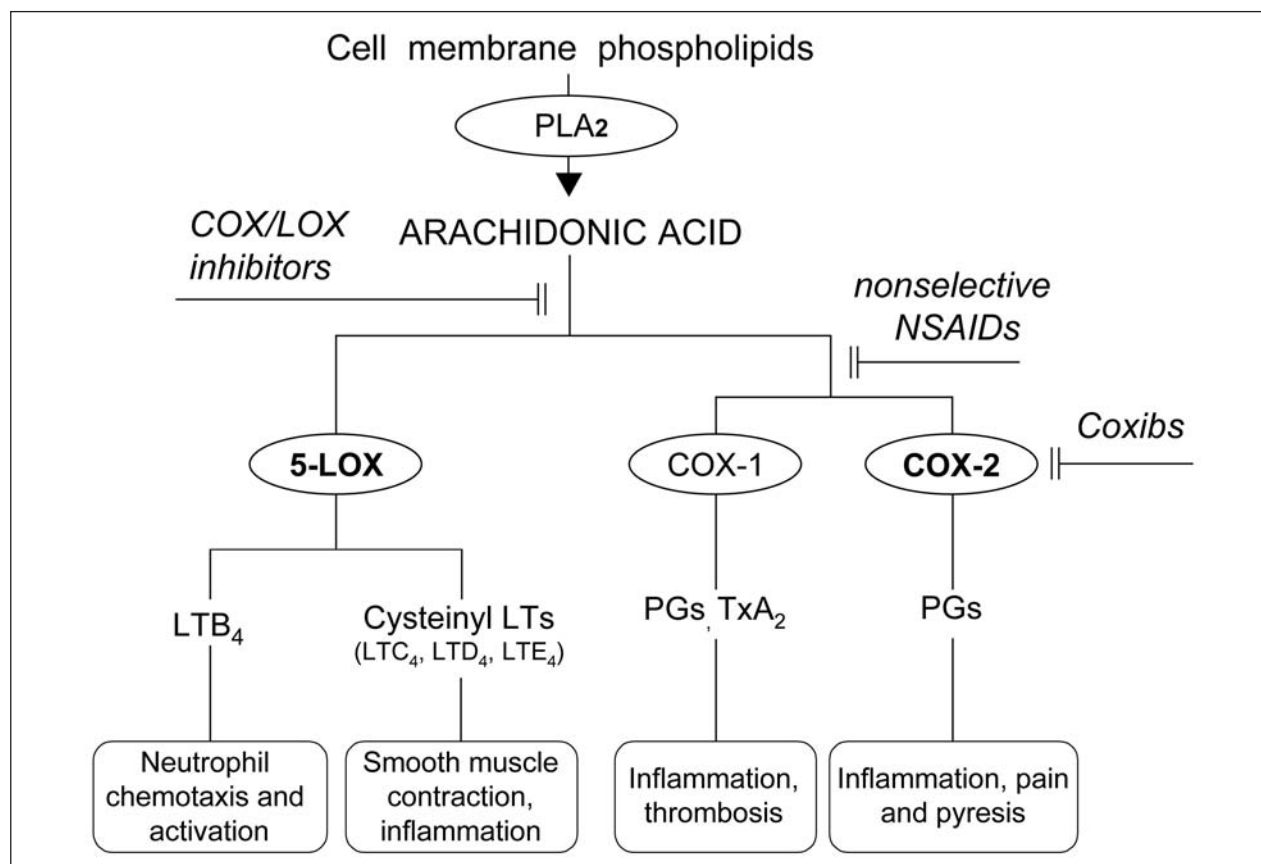 Cell membrane phospholipids
PLA2
COX/LOX
inhibitors
ARACHIDONIC ACID
nonselective
NSAIDs
Coxibs
5-LOX
COX-1
COX-2
LTB₄
Cysteinyl LTs
(LTC₄, LTD₄, LTE₄)
PGs, TxA₂
PGs
Neutrophil
chemotaxis and
activation
Smooth muscle
contraction,
inflammation
Inflammation,
thrombosis
Inflammation, pain
and pyresis